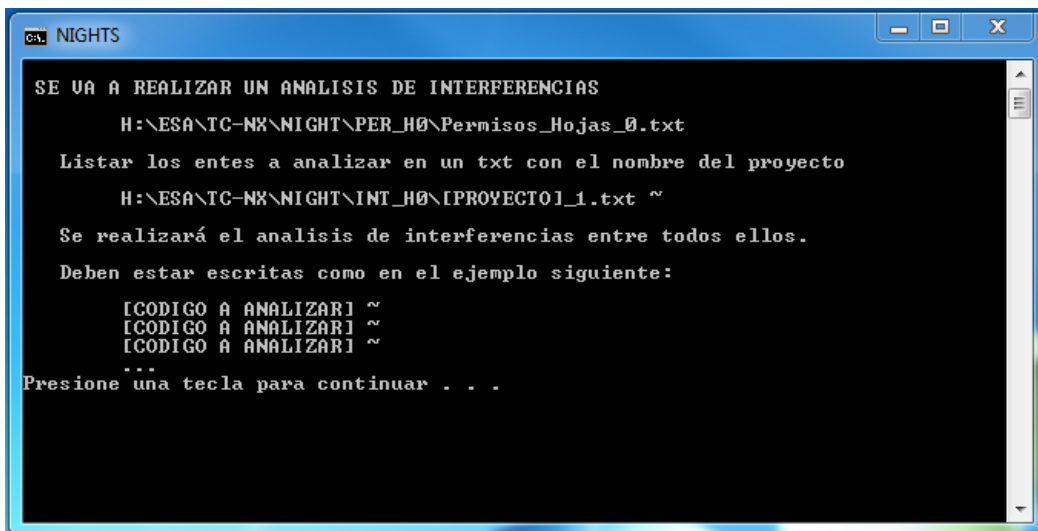 NIGHTS
SE VA A REALIZAR UN ANALISIS DE INTERFERENCIAS
H:\ESA\TC-NX\NIGHT\PER_H0\Permisos_Hojas_0.txt
Listar los entes a analizar en un txt con el nombre del proyecto
H:\ESA\TC-NX\NIGHT\INT_H0\[PROYECTO]_1.txt ~
Se realizará el analisis de interferencias entre todos ellos.
Deben estar escritas como en el ejemplo siguiente:
[CODIGO A ANALIZAR] ~
[CODIGO A ANALIZAR] ~
[CODIGO A ANALIZAR] ~
...
Presione una tecla para continuar . . .